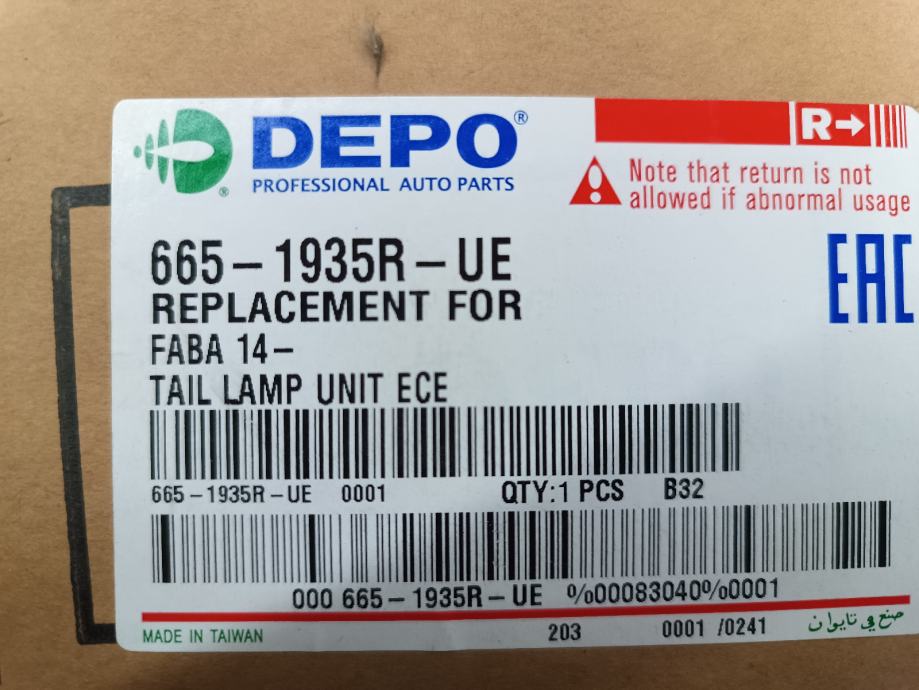 DEPO®
PROFESSIONAL AUTO PARTS
®
R→
Note that return is not
allowed if abnormal usage
665-1935R-UE
EAC
REPLACEMENT FOR
FABA 14-
TAIL LAMP UNIT ECE
665-1935R-UE 0001 QTY:1 PCS B32
000 665-1935R-UE %00083040%0001
MADE IN TAIWAN 203 0001 /0241 صنع في تايوان